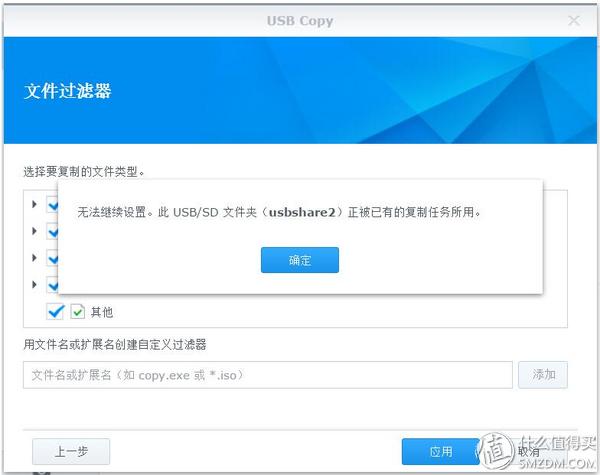 USB Copy
文件过滤器
选择要复制的文件类型。
无法继续设置。此 USB/SD 文件夹（usbshare2）正被已有的复制任务所用。
确定
其他
用文件名或扩展名创建自定义过滤器
文件名或扩展名（如 copy.exe 或 *.iso）
添加
上一步
应用
取消
值 什么值得买
SMZDM.COM